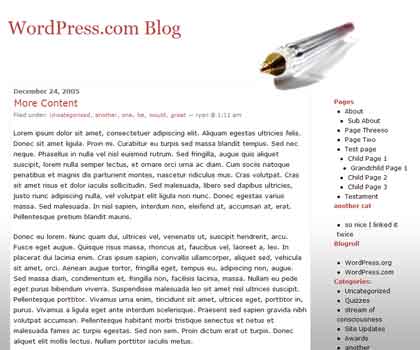 WordPress.com Blog
December 24, 2005
More Content
Filed under: Uncategorized, another, one, be, would, great — ryan @ 1:11 am
Lorem ipsum dolor sit amet, consectetuer adipiscing elit. Aliquam egestas ultricies felis.
Donec sit amet ligula. Proin mi. Curabitur eu turpis sed massa blandit tempus. Sed nec
neque. Phasellus in nulla vel nisl euismod rutrum. Sed fringilla, augue quis aliquet
suscipit, lorem nulla semper lectus, et ornare orci urna ac diam. Cum sociis natoque
penatibus et magnis dis parturient montes, nascetur ridiculus mus. Cras volutpat. Cras
sit amet risus et dolor iaculis sollicitudin. Sed malesuada, libero sed dapibus ultricies,
justo nunc adipiscing nulla, vel volutpat elit ligula non nunc. Donec egestas varius
massa. Sed malesuada. In nisl sapien, interdum non, eleifend at, accumsan at, erat.
Pellentesque pretium blandit mauris.
Donec eu lorem. Nunc quam dui, ultrices vel, venenatis ut, suscipit hendrerit, arcu.
Fusce eget augue. Quisque risus massa, rhoncus at, faucibus vel, laoreet a, leo. In
placerat dui lacinia enim. Cras ipsum sapien, convallis ullamcorper, aliquet sed, vehicula
sit amet, orci. Aenean augue tortor, fringilla eget, tempus eu, adipiscing non, augue.
Sed massa diam, fringilla et, consequat eu, interdum ut, massa. Nullam malesuada pede
eget purus bibendum viverra. Suspendisse malesuada leo sit amet tellus varius iaculis.
Pellentesque porttitor. Vivamus urna enim, tincidunt sit amet, ultrices eget, porttitor in,
purus. Vivamus a ligula eget ante interdum scelerisque. Praesent sed sapien gravida nibh
volutpat accumsan. Pellentesque habitant morbi tristique senectus et netus et
malesuada fames ac turpis egestas. Sed non sem. Proin dictum erat ut turpis. Donec
aliquet elit mollis lectus. Nullam porttitor iaculis metus.
Pages
About
Sub About
Page Threeso
Page Two
Test page
Child Page 1
Grandchild Page 1
Child Page 2
Child Page 3
Testament
another cat
so nice I linked it
twice
Blogroll
WordPress.org
WordPress.com
Categories:
Uncategorized
Quizzes
stream of
consciousness
Site Updates
Awards
another